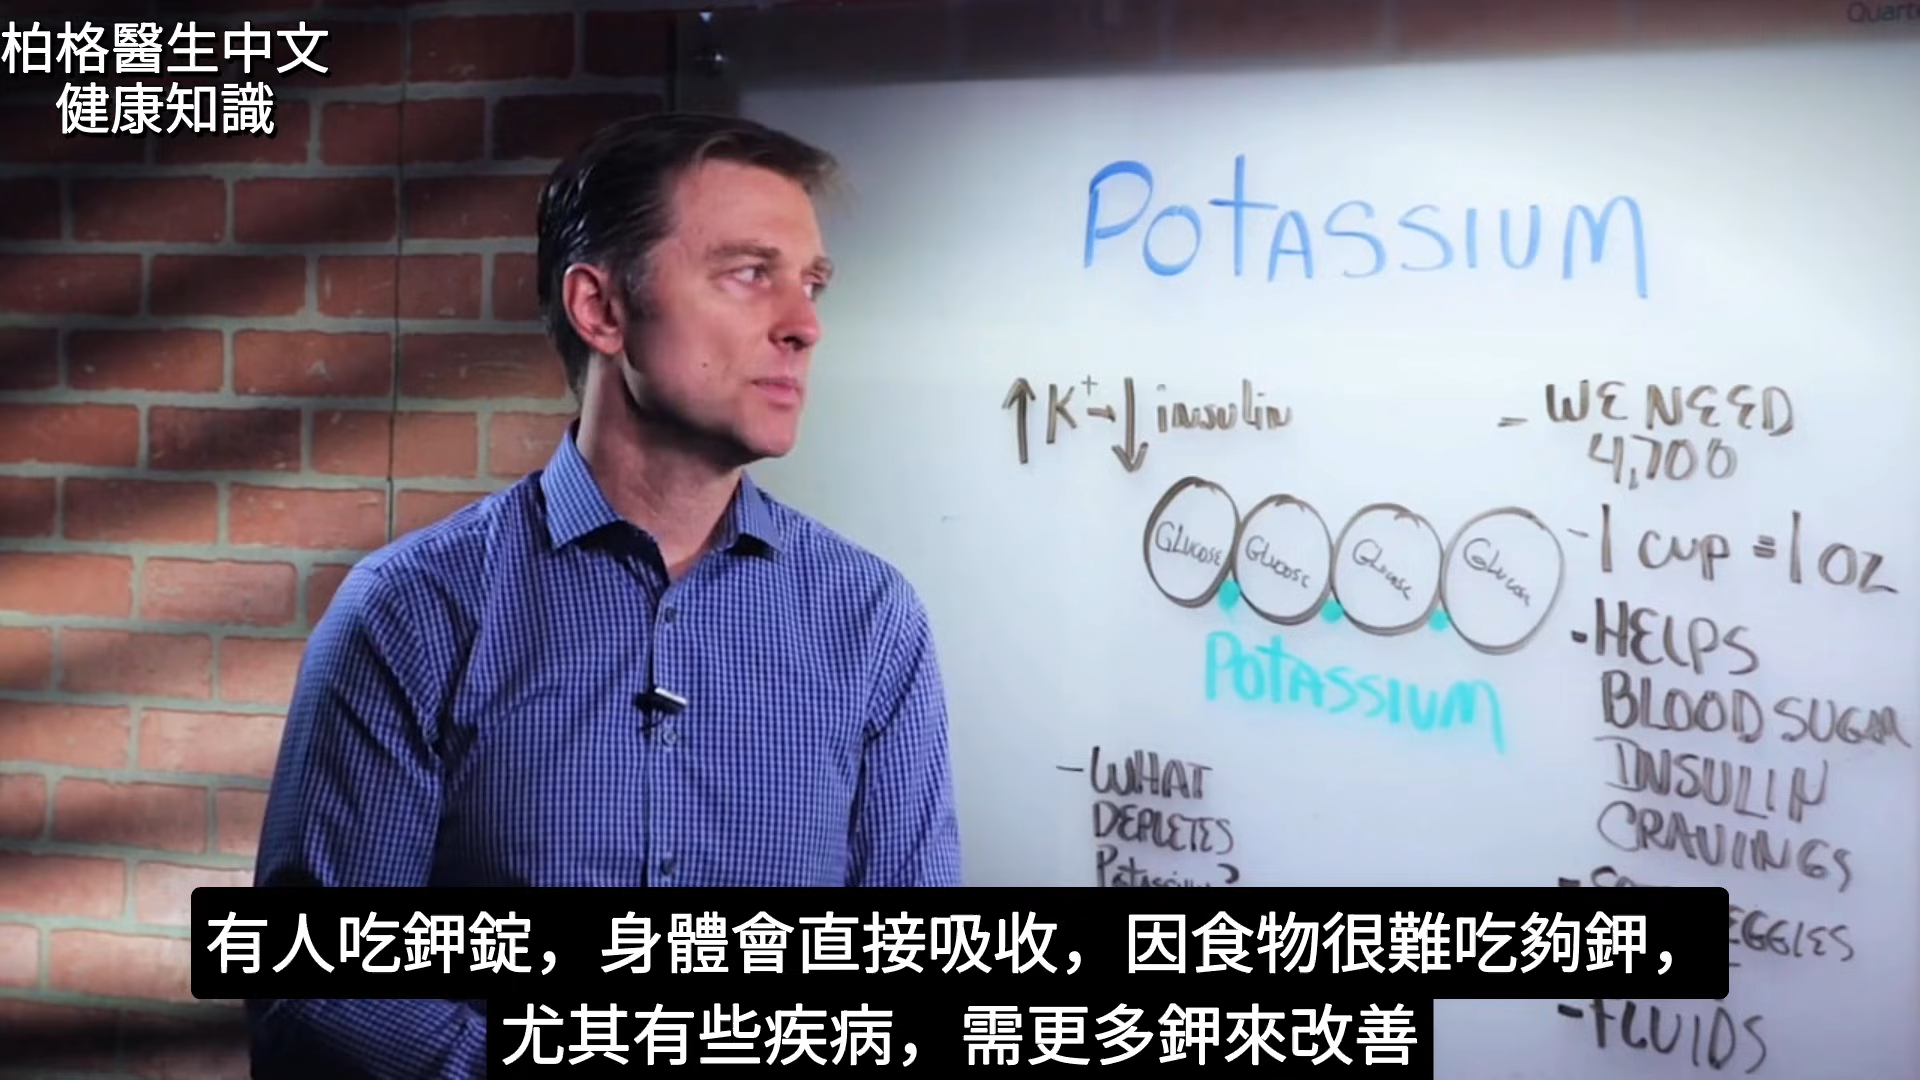 柏格醫生中文
健康知識
Quart
POTASSIUM
↑K⁺→↓insulin
GLUCOSE GLUCOSE GLUCOSE GLUCOSE
POTASSIUM
-WHAT
DEPLETES
Potassium?
- WE NEED
4,700
-1 cup = 1 oz
-HELPS
BLOOD SUGAR
INSULIN
CRAVINGS
EGGIES
-FLUIDS
有人吃鉀錠，身體會直接吸收，因食物很難吃夠鉀，
尤其有些疾病，需更多鉀來改善